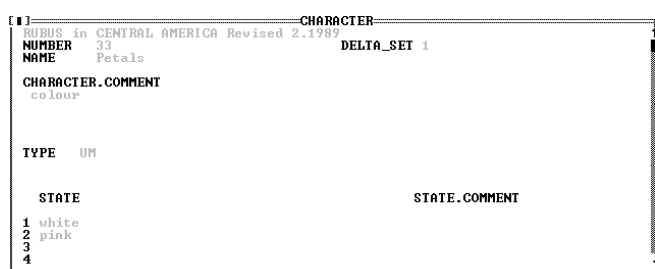 [■] CHARACTER
RUBUS in CENTRAL AMERICA Revised 2.1989
NUMBER 33 DELTA_SET 1
NAME Petals
CHARACTER.COMMENT
colour
TYPE UM
STATE STATE.COMMENT
1 white
2 pink
3
4